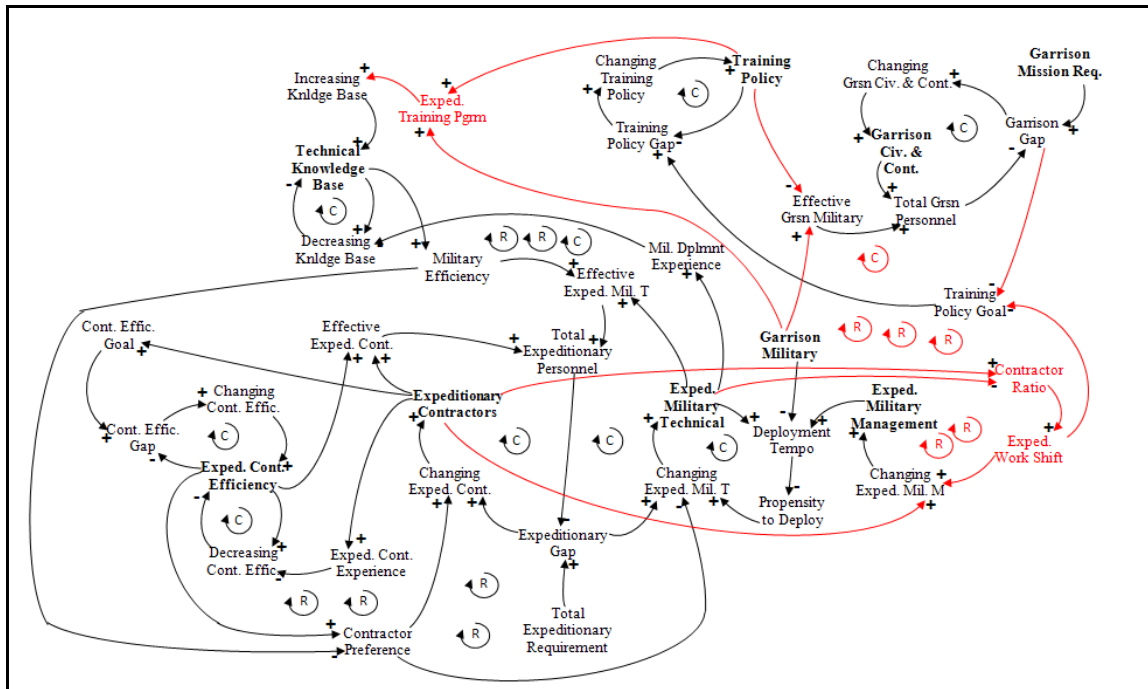 Garrison
Mission Req.
Training
Policy
Changing
Training
Policy
Changing
Grsn Civ. & Cont.
Increasing
Knldge Base
Exped.
Training Pgrm
C
Training
Policy Gap
Garrison
Gap
C
Garrison
Civ. &
Cont.
Technical
Knowledge
Base
C
Effective
Grsn Military
Total Grsn
Personnel
Decreasing
Knldge Base
Military
Efficiency
R
R
C
Mil. Dplmnt
Experience
C
Effective
Exped. Mil. T
Training
Policy Goal
Cont. Effic.
Goal
Effective
Exped. Cont.
Total
Expeditionary
Personnel
Garrison
Military
R
R
R
Contractor
Ratio
Changing
Cont. Effic.
Expeditionary
Contractors
Exped.
Military
Technical
Exped.
Military
Management
Cont. Effic.
Gap
C
C
C
C
Deployment
Tempo
R
R
Exped.
Work Shift
Exped. Cont.
Efficiency
Changing
Exped. Cont.
Changing
Exped. Mil. T
Changing
Exped. Mil. M
Propensity
to Deploy
C
Expeditionary
Gap
Decreasing
Cont. Effic.
Exped. Cont.
Experience
R
R
R
Total
Expeditionary
Requirement
Contractor
Preference
R